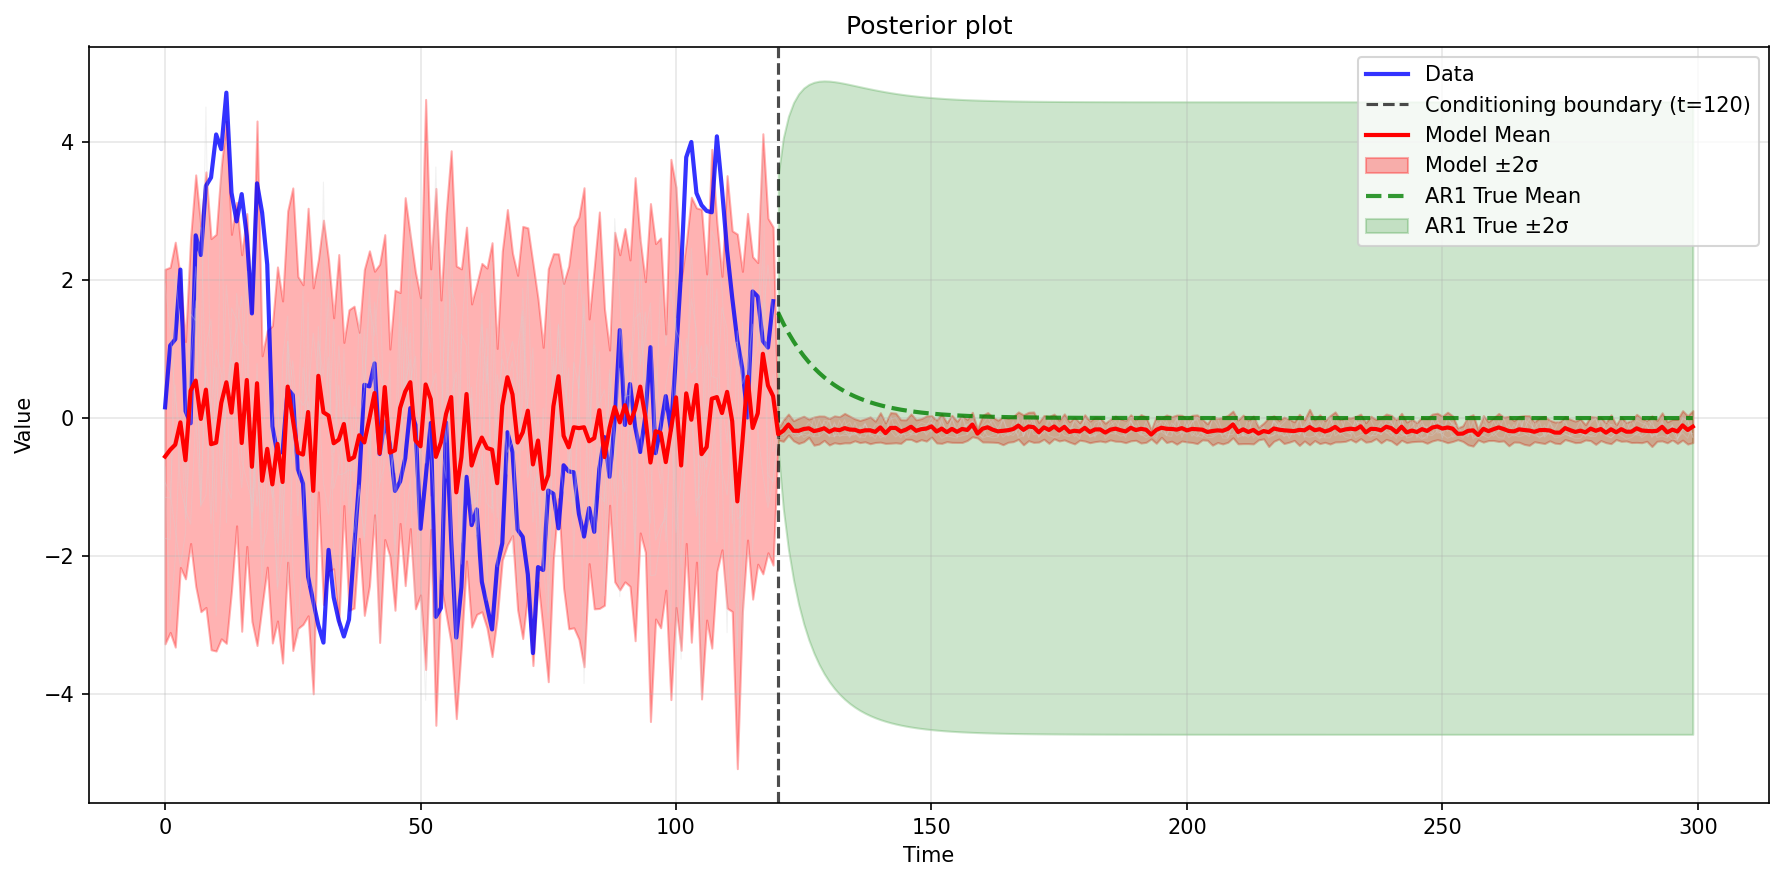 Posterior plot
Data
Conditioning boundary (t=120)
Model Mean
Model ±2σ
AR1 True Mean
AR1 True ±2σ
Value
4
2
0
−2
−4
0
50
100
150
200
250
300
Time